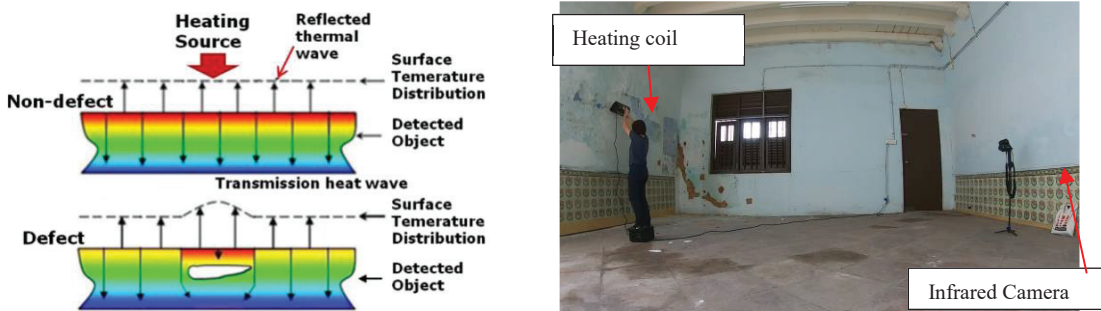 Heating
Source
Reflected
thermal
wave
Surface
Temerature
Distribution
Non-defect
Detected
Object
Transmission heat wave
Surface
Temperature
Distribution
Defect
Detected
Object
Heating coil
Infrared Camera